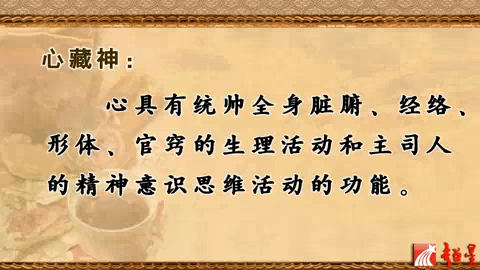 心藏神：
心具有统帅全身脏腑、经络、
形体、官窍的生理活动和主司人
的精神意识思维活动的功能。
超星